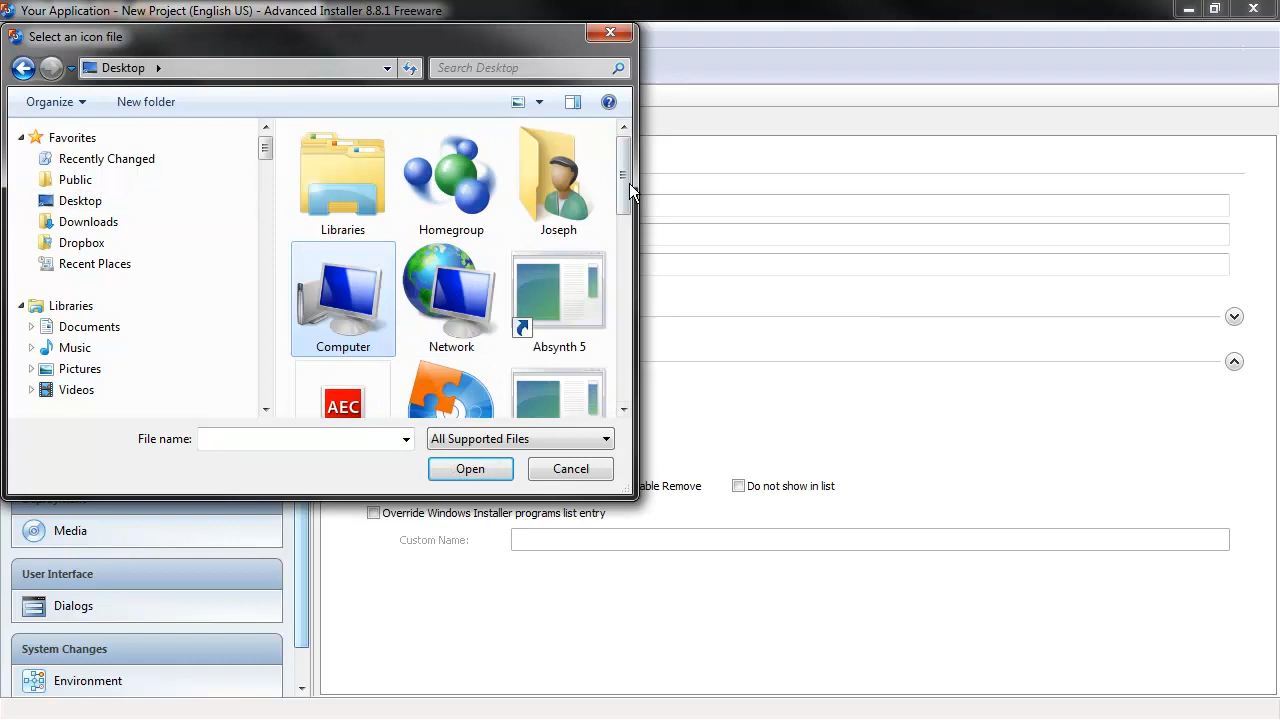 Your Application - New Project (English US) - Advanced Installer 8.8.1 Freeware
Select an icon file
Desktop
Search Desktop
Organize
New folder
Favorites
Recently Changed
Public
Desktop
Downloads
Dropbox
Recent Places
Libraries
Documents
Music
Pictures
Videos
Libraries
Homegroup
Joseph
Computer
Network
Absynth 5
AEC
File name:
All Supported Files
Open
Cancel
Remove
Do not show in list
Override Windows Installer programs list entry
Custom Name:
Media
User Interface
Dialogs
System Changes
Environment